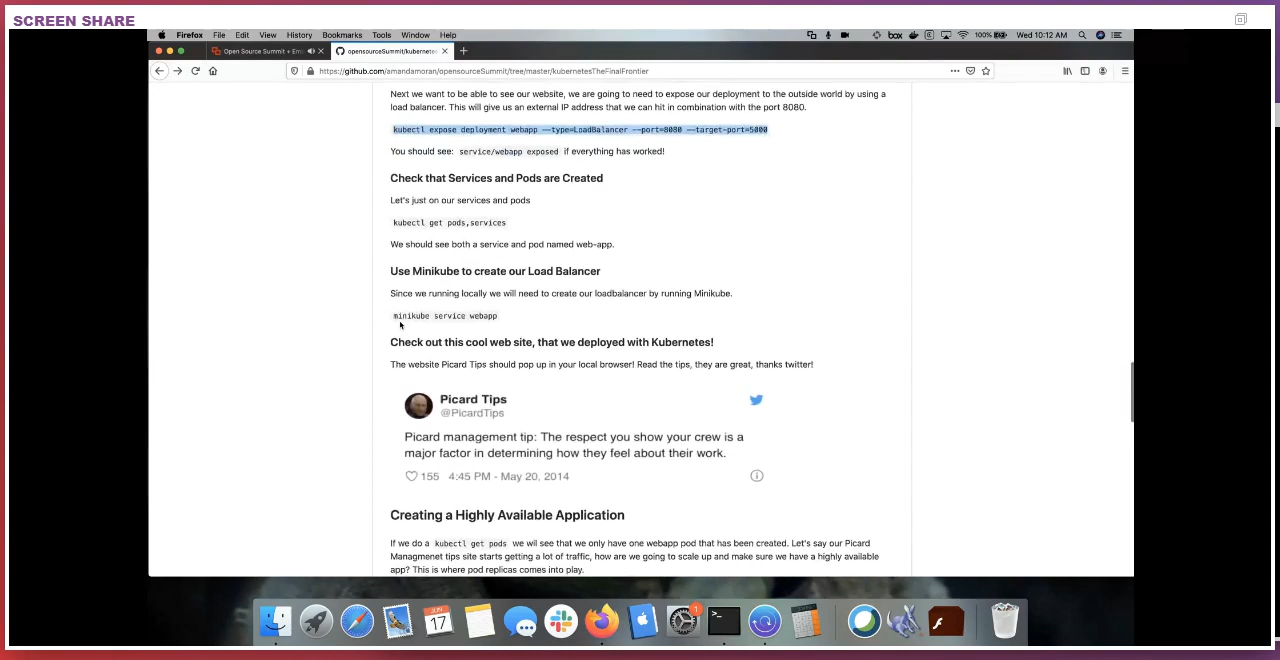 SCREEN SHARE
Firefox File Edit View History Bookmarks Tools Window Help
box 100% Wed 10:12 AM
Open Source Summit + Em
opensourceSummit/kubernetes
https://github.com/amandamoran/opensourceSummit/tree/master/kubernetesTheFinalFrontier
Next we want to be able to see our website, we are going to need to expose our deployment to the outside world by using a
load balancer. This will give us an external IP address that we can hit in combination with the port 8080.
kubectl expose deployment webapp --type=LoadBalancer --port=8080 --target-port=5000
You should see: service/webapp exposed if everything has worked!
Check that Services and Pods are Created
Let's just on our services and pods
kubectl get pods,services
We should see both a service and pod named web-app.
Use Minikube to create our Load Balancer
Since we running locally we will need to create our loadbalancer by running Minikube.
minikube service webapp
Check out this cool web site, that we deployed with Kubernetes!
The website Picard Tips should pop up in your local browser! Read the tips, they are great, thanks twitter!
Picard Tips
@PicardTips
Picard management tip: The respect you show your crew is a
major factor in determining how they feel about their work.
155 4:45 PM - May 20, 2014
Creating a Highly Available Application
If we do a kubectl get pods we wil see that we only have one webapp pod that has been created. Let's say our Picard
Managmenet tips site starts getting a lot of traffic, how are we going to scale up and make sure we have a highly available
app? This is where pod replicas comes into play.
JUN
17
1